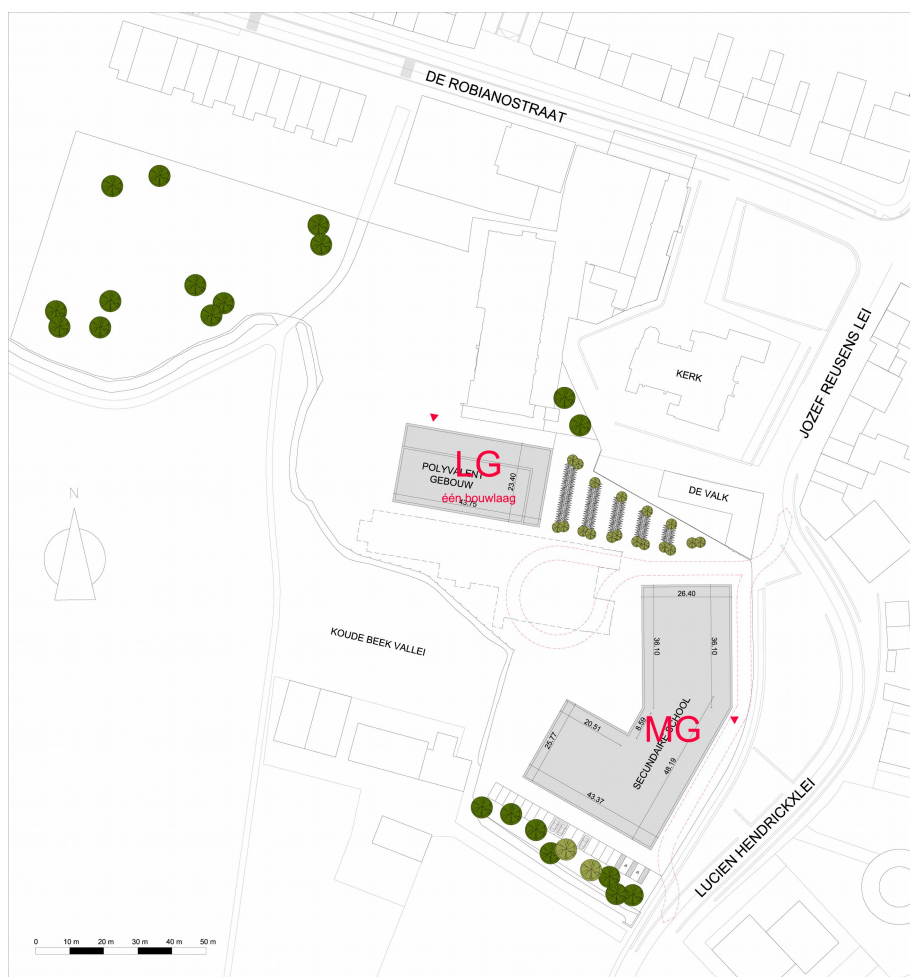 DE ROBIANOSTRAAT
JOZEF REUSENS LEI
KERK
LG
POLYVALENT
GEBOUW
één bouwlaag
43.75
23.40
DE VALK
N
26.40
36.10
36.10
KOUDE BEEK VALLEI
8.59
20.51
25.77
MG
SECUNDAIRE SCHOOL
48.19
43.37
LUCIEN HENDRICKXLEI
0 10 m 20 m 30 m 40 m 50 m